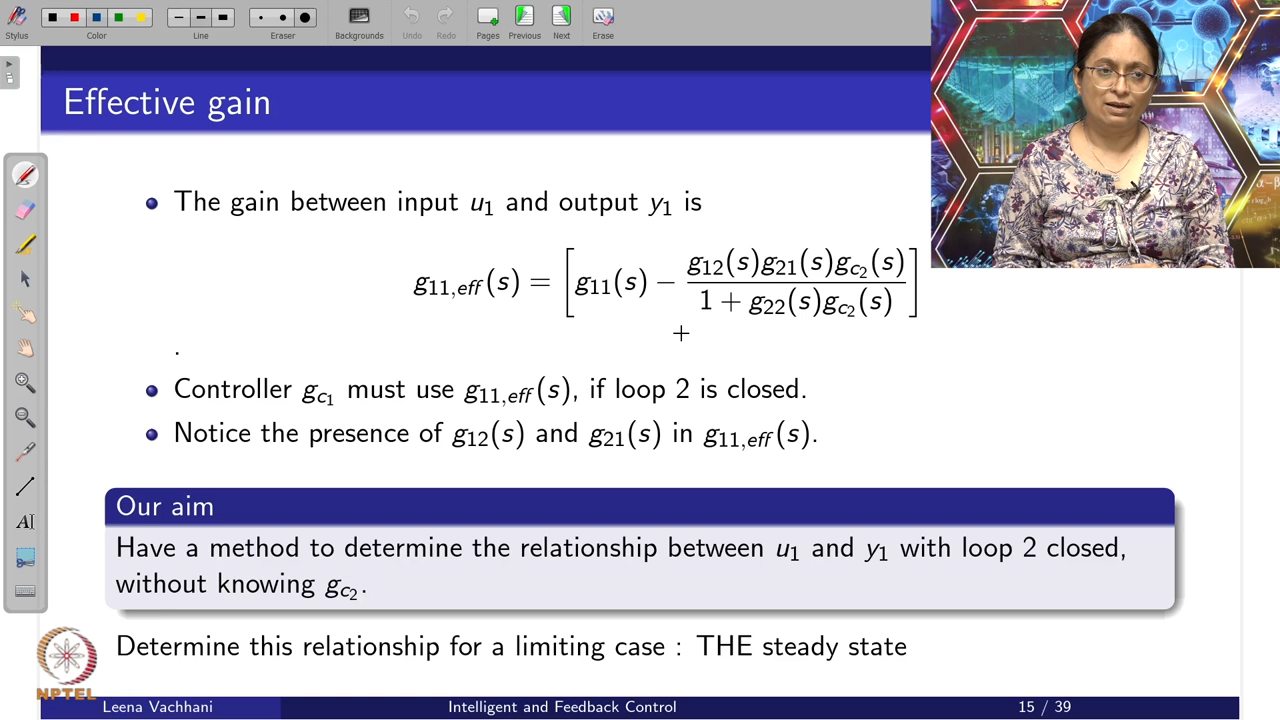 Stylus Color Line Eraser Backgrounds Undo Redo Pages Previous Next Erase
Effective gain
The gain between input u₁ and output y₁ is
g₁₁,eff(s) = [g₁₁(s) − g₁₂(s)g₂₁(s)g_c₂(s) / 1 + g₂₂(s)g_c₂(s)]
+
.
Controller g_c₁ must use g₁₁,eff(s), if loop 2 is closed.
Notice the presence of g₁₂(s) and g₂₁(s) in g₁₁,eff(s).
Our aim
Have a method to determine the relationship between u₁ and y₁ with loop 2 closed,
without knowing g_c₂.
Determine this relationship for a limiting case : THE steady state
NPTEL
Leena Vachhani Intelligent and Feedback Control 15 / 39